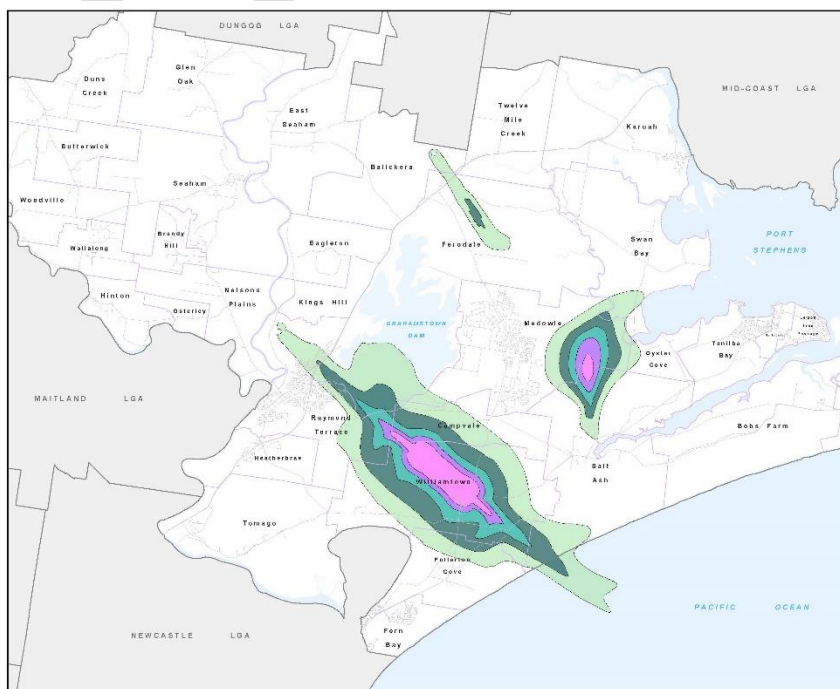 DUNGOG LGA
Glen
Oak
Duns
Creek
MID-COAST LGA
East
Seaham
Twelve
Mile
Creek
Karuah
Butterwick
Balickera
Seaham
Woodville
Brandy
Hill
Wallalong
Eagleton
Ferodale
Swan
Bay
PORT
STEPHENS
Nelsons
Plains
Hinton
Osterley
Kings Hill
GRAHAMSTOWN
DAM
Medowie
Oyster
Cove
Tanilba
Bay
MAITLAND LGA
Raymond
Terrace
Campvale
Bobs Farm
Heatherbrae
Salt
Ash
Williamtown
Tomago
Fullerton
Cove
PACIFIC OCEAN
NEWCASTLE LGA
Fern
Bay